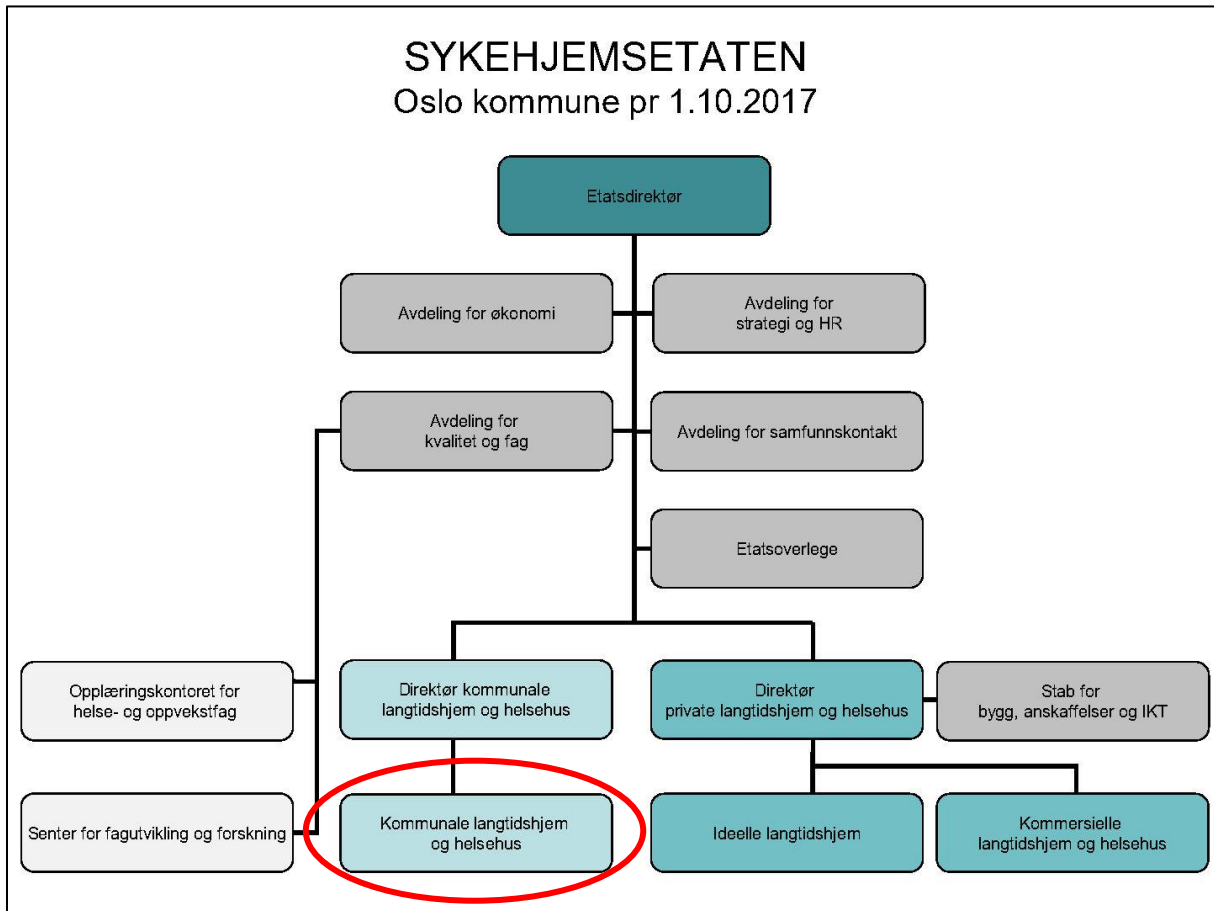 SYKEHJEMSETATEN
Oslo kommune pr 1.10.2017
Etatsdirektør
Avdeling for økonomi
Avdeling for
strategi og HR
Avdeling for
kvalitet og fag
Avdeling for samfunnskontakt
Etatsoverlege
Opplæringskontoret for
helse- og oppvekstfag
Direktør kommunale
langtidshjem og helsehus
Direktør
private langtidshjem og helsehus
Stab for
bygg, anskaffelser og IKT
Senter for fagutvikling og forskning
Kommunale langtidshjem
og helsehus
Ideelle langtidshjem
Kommersielle
langtidshjem og helsehus